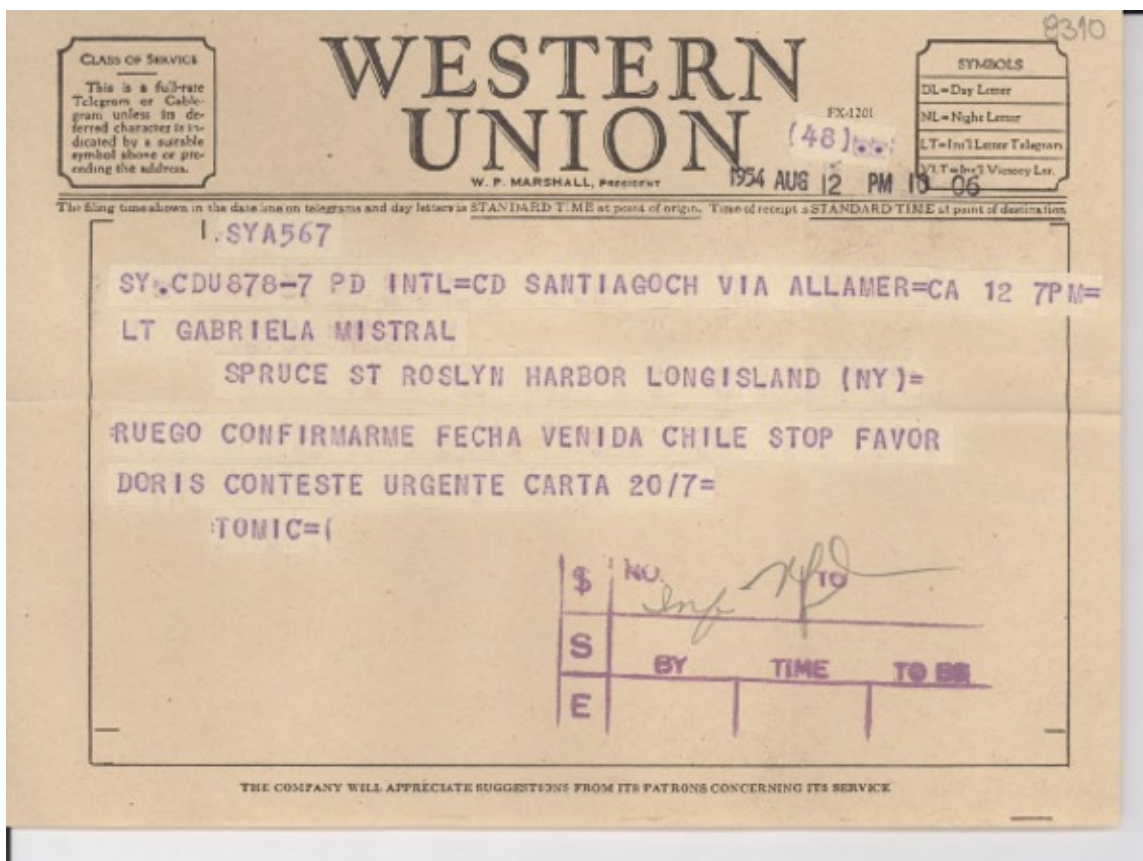 8310
CLASS OF SERVICE
This is a full-rate
Telegram or Cable-
gram unless its de-
ferred character is in-
dicated by a suitable
symbol above or pre-
ceding the address.
WESTERN
UNION
W. P. MARSHALL, PRESIDENT
FX-1201
(48)
SYMBOLS
DL=Day Letter
NL=Night Letter
LT=Int'l Letter Telegram
VLT=Int'l Victory Ltr.
1954 AUG 12 PM 10 06
The filing time shown in the date line on telegrams and day letters is STANDARD TIME at point of origin. Time of receipt is STANDARD TIME at point of destination
.SYA567
SY.CDU878-7 PD INTL=CD SANTIAGOCH VIA ALLAMER=CA 12 7PM=
LT GABRIELA MISTRAL
SPRUCE ST ROSLYN HARBOR LONGISLAND (NY)=
:RUEGO CONFIRMARME FECHA VENIDA CHILE STOP FAVOR
DORIS CONTESTE URGENTE CARTA 20/7=
:TOMIC=(
$ NO. TO
S BY TIME TO BE
E
THE COMPANY WILL APPRECIATE SUGGESTIONS FROM ITS PATRONS CONCERNING ITS SERVICE